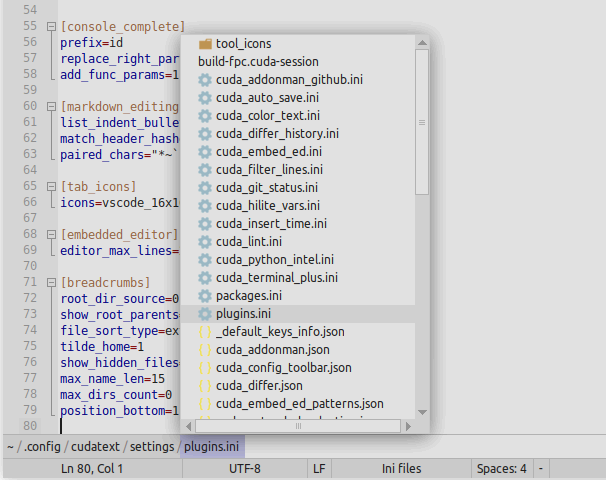 54
55 [console_complete]
56 prefix=id
57 replace_right_par
58 add_func_params=1
59
60 [markdown_editing
61 list_indent_bulle
62 match_header_hash
63 paired_chars="*~`
64
65 [tab_icons]
66 icons=vscode_16x1
67
68 [embedded_editor]
69 editor_max_lines=
70
71 [breadcrumbs]
72 root_dir_source=0
73 show_root_parents
74 file_sort_type=ex
75 tilde_home=1
76 show_hidden_files
77 max_name_len=15
78 max_dirs_count=0
79 position_bottom=1
80
tool_icons
build-fpc.cuda-session
cuda_addonman_github.ini
cuda_auto_save.ini
cuda_color_text.ini
cuda_differ_history.ini
cuda_embed_ed.ini
cuda_filter_lines.ini
cuda_git_status.ini
cuda_hilite_vars.ini
cuda_insert_time.ini
cuda_lint.ini
cuda_python_intel.ini
cuda_terminal_plus.ini
packages.ini
plugins.ini
_default_keys_info.json
cuda_addonman.json
cuda_config_toolbar.json
cuda_differ.json
cuda_embed_ed_patterns.json
~ / .config / cudatext / settings / plugins.ini
Ln 80, Col 1 UTF-8 LF Ini files Spaces: 4 -